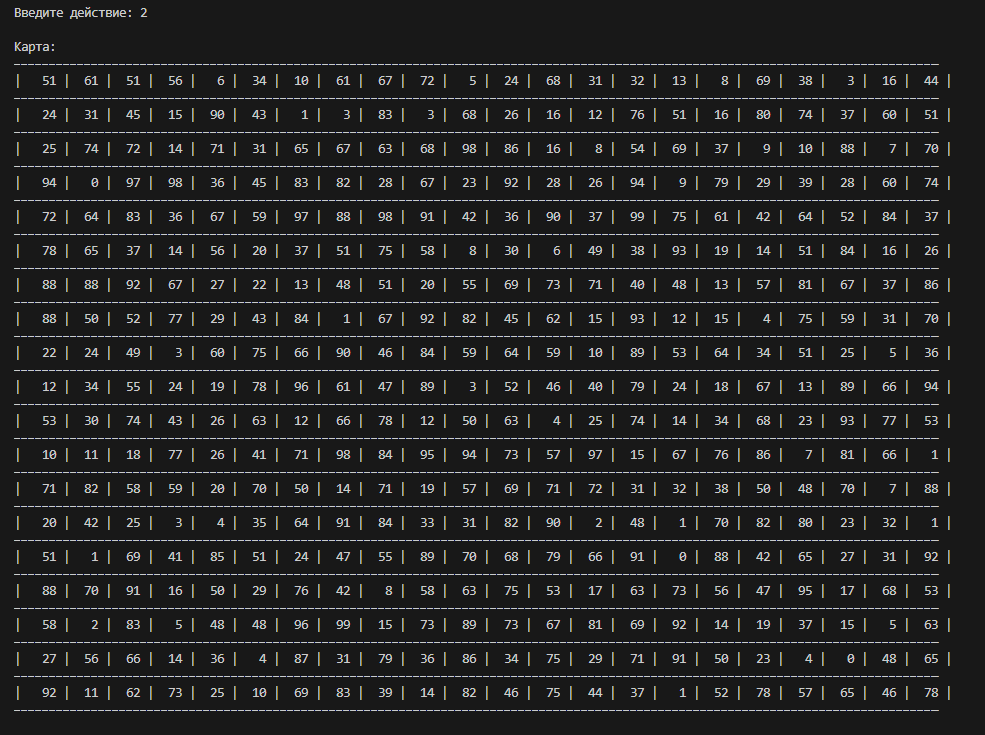 Введите действие: 2
Карта:
| 51 | 61 | 51 | 56 | 6 | 34 | 10 | 61 | 67 | 72 | 5 | 24 | 68 | 31 | 32 | 13 | 8 | 69 | 38 | 3 | 16 | 44 |
| 24 | 31 | 45 | 15 | 90 | 43 | 1 | 3 | 83 | 3 | 68 | 26 | 16 | 12 | 76 | 51 | 16 | 80 | 74 | 37 | 60 | 51 |
| 25 | 74 | 72 | 14 | 71 | 31 | 65 | 67 | 63 | 68 | 98 | 86 | 16 | 8 | 54 | 69 | 37 | 9 | 10 | 88 | 7 | 70 |
| 94 | 0 | 97 | 98 | 36 | 45 | 83 | 82 | 28 | 67 | 23 | 92 | 28 | 26 | 94 | 9 | 79 | 29 | 39 | 28 | 60 | 74 |
| 72 | 64 | 83 | 36 | 67 | 59 | 97 | 88 | 98 | 91 | 42 | 36 | 90 | 37 | 99 | 75 | 61 | 42 | 64 | 52 | 84 | 37 |
| 78 | 65 | 37 | 14 | 56 | 20 | 37 | 51 | 75 | 58 | 8 | 30 | 6 | 49 | 38 | 93 | 19 | 14 | 51 | 84 | 16 | 26 |
| 88 | 88 | 92 | 67 | 27 | 22 | 13 | 48 | 51 | 20 | 55 | 69 | 73 | 71 | 40 | 48 | 13 | 57 | 81 | 67 | 37 | 86 |
| 88 | 50 | 52 | 77 | 29 | 43 | 84 | 1 | 67 | 92 | 82 | 45 | 62 | 15 | 93 | 12 | 15 | 4 | 75 | 59 | 31 | 70 |
| 22 | 24 | 49 | 3 | 60 | 75 | 66 | 90 | 46 | 84 | 59 | 64 | 59 | 10 | 89 | 53 | 64 | 34 | 51 | 25 | 5 | 36 |
| 12 | 34 | 55 | 24 | 19 | 78 | 96 | 61 | 47 | 89 | 3 | 52 | 46 | 40 | 79 | 24 | 18 | 67 | 13 | 89 | 66 | 94 |
| 53 | 30 | 74 | 43 | 26 | 63 | 12 | 66 | 78 | 12 | 50 | 63 | 4 | 25 | 74 | 14 | 34 | 68 | 23 | 93 | 77 | 53 |
| 10 | 11 | 18 | 77 | 26 | 41 | 71 | 98 | 84 | 95 | 94 | 73 | 57 | 97 | 15 | 67 | 76 | 86 | 7 | 81 | 66 | 1 |
| 71 | 82 | 58 | 59 | 20 | 70 | 50 | 14 | 71 | 19 | 57 | 69 | 71 | 72 | 31 | 32 | 38 | 50 | 48 | 70 | 7 | 88 |
| 20 | 42 | 25 | 3 | 4 | 35 | 64 | 91 | 84 | 33 | 31 | 82 | 90 | 2 | 48 | 1 | 70 | 82 | 80 | 23 | 32 | 1 |
| 51 | 1 | 69 | 41 | 85 | 51 | 24 | 47 | 55 | 89 | 70 | 68 | 79 | 66 | 91 | 0 | 88 | 42 | 65 | 27 | 31 | 92 |
| 88 | 70 | 91 | 16 | 50 | 29 | 76 | 42 | 8 | 58 | 63 | 75 | 53 | 17 | 63 | 73 | 56 | 47 | 95 | 17 | 68 | 53 |
| 58 | 2 | 83 | 5 | 48 | 48 | 96 | 99 | 15 | 73 | 89 | 73 | 67 | 81 | 69 | 92 | 14 | 19 | 37 | 15 | 5 | 63 |
| 27 | 56 | 66 | 14 | 36 | 4 | 87 | 31 | 79 | 36 | 86 | 34 | 75 | 29 | 71 | 91 | 50 | 23 | 4 | 0 | 48 | 65 |
| 92 | 11 | 62 | 73 | 25 | 10 | 69 | 83 | 39 | 14 | 82 | 46 | 75 | 44 | 37 | 1 | 52 | 78 | 57 | 65 | 46 | 78 |